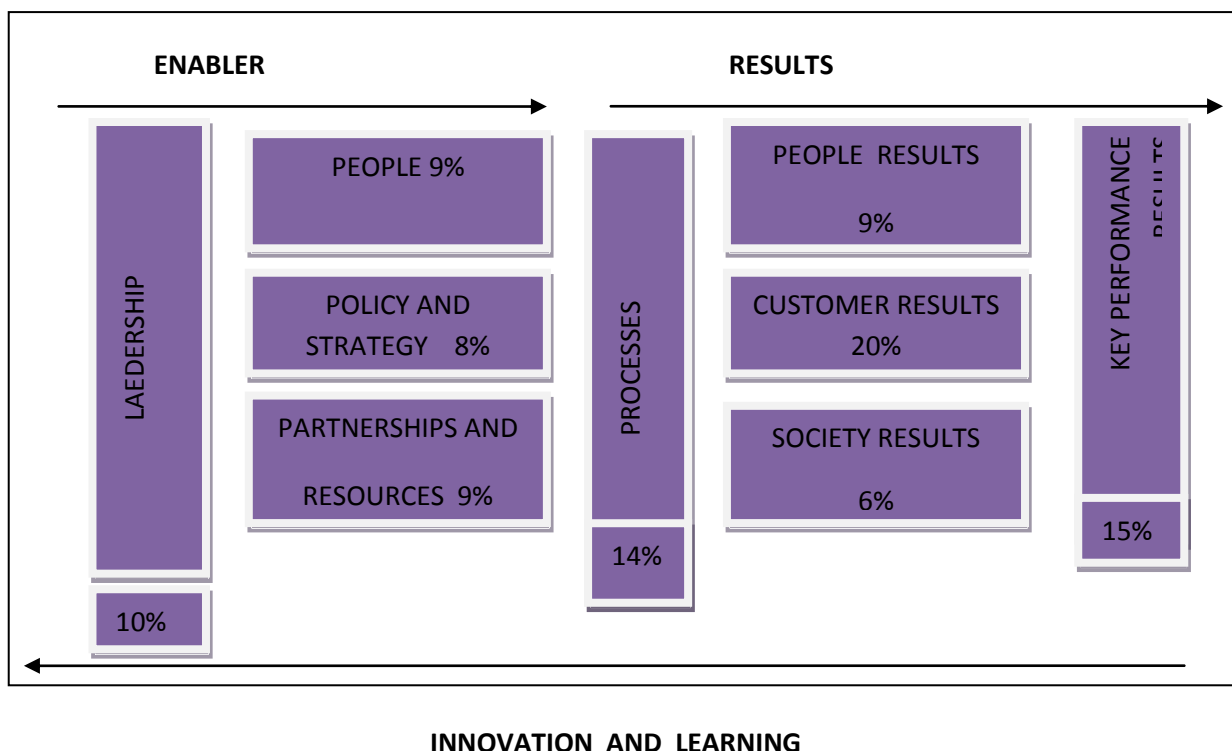 ENABLER
RESULTS
LAEDERSHIP
10%
PEOPLE 9%
POLICY AND
STRATEGY 8%
PARTNERSHIPS AND
RESOURCES 9%
PROCESSES
14%
PEOPLE RESULTS
9%
CUSTOMER RESULTS
20%
SOCIETY RESULTS
6%
KEY PERFORMANCE
RESULTS
15%
INNOVATION AND LEARNING